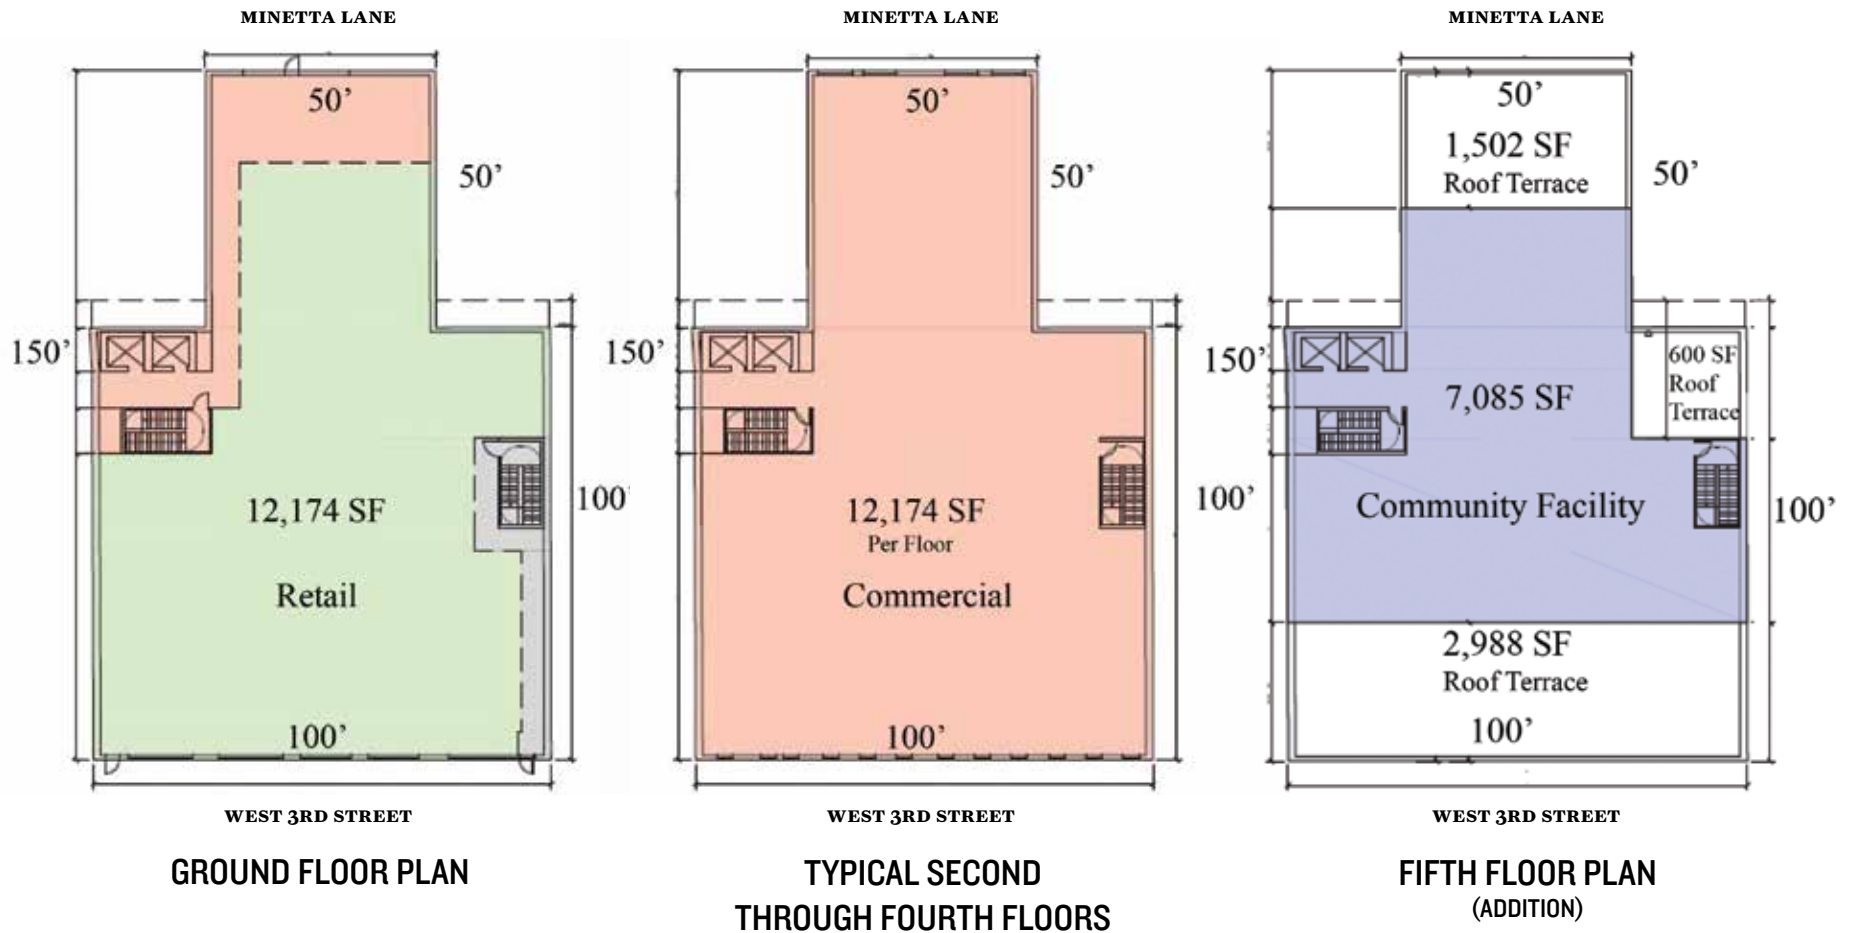 MINETTA LANE
50’
50’
150’
12,174 SF
100’
Retail
100’
WEST 3RD STREET
GROUND FLOOR PLAN
MINETTA LANE
50’
50’
150’
12,174 SF
Per Floor
100’
Commercial
100’
WEST 3RD STREET
TYPICAL SECOND
THROUGH FOURTH FLOORS
MINETTA LANE
50’
1,502 SF
Roof Terrace
50’
150’
600 SF
Roof
Terrace
7,085 SF
Community Facility
100’
2,988 SF
Roof Terrace
100’
WEST 3RD STREET
FIFTH FLOOR PLAN
(ADDITION)